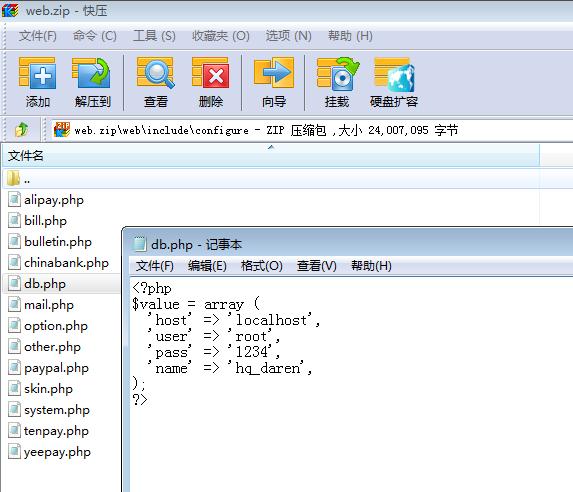 web.zip - 快压
文件(F) 命令 (C) 工具 (S) 收藏夹 (O) 选项 (N) 帮助 (H)
添加 解压到 查看 删除 向导 挂载 硬盘扩容
web.zip\web\include\configure - ZIP 压缩包 ,大小 24,007,095 字节
文件名
..
alipay.php
bill.php
bulletin.php
chinabank.php
db.php
mail.php
option.php
other.php
paypal.php
skin.php
system.php
tenpay.php
yeepay.php
db.php - 记事本
文件(F) 编辑(E) 格式(O) 查看(V) 帮助(H)
<?php
$value = array (
  'host' => 'localhost',
  'user' => 'root',
  'pass' => '1234',
  'name' => 'hq_daren',
);
?>